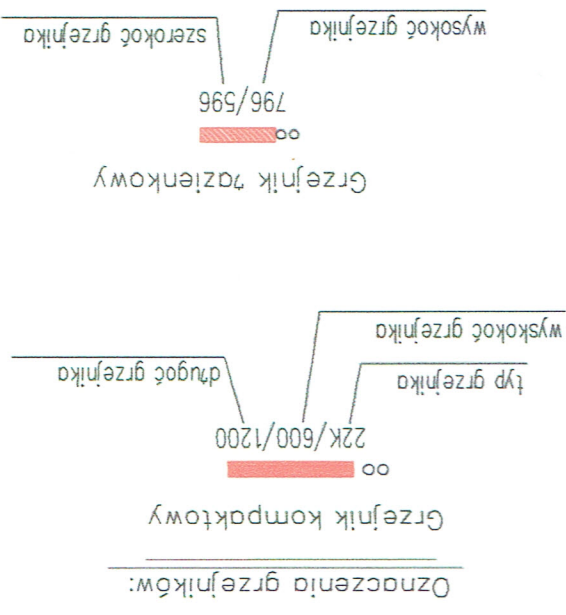 Oznaczenia grzejników:
Grzejnik kompaktowy
22K/600/1200
typ grzejnika
długoć grzejnika
wyskokoć grzejnika
Grzejnik łazienkowy
796/596
wysokoć grzejnika
szerokoć grzejnika